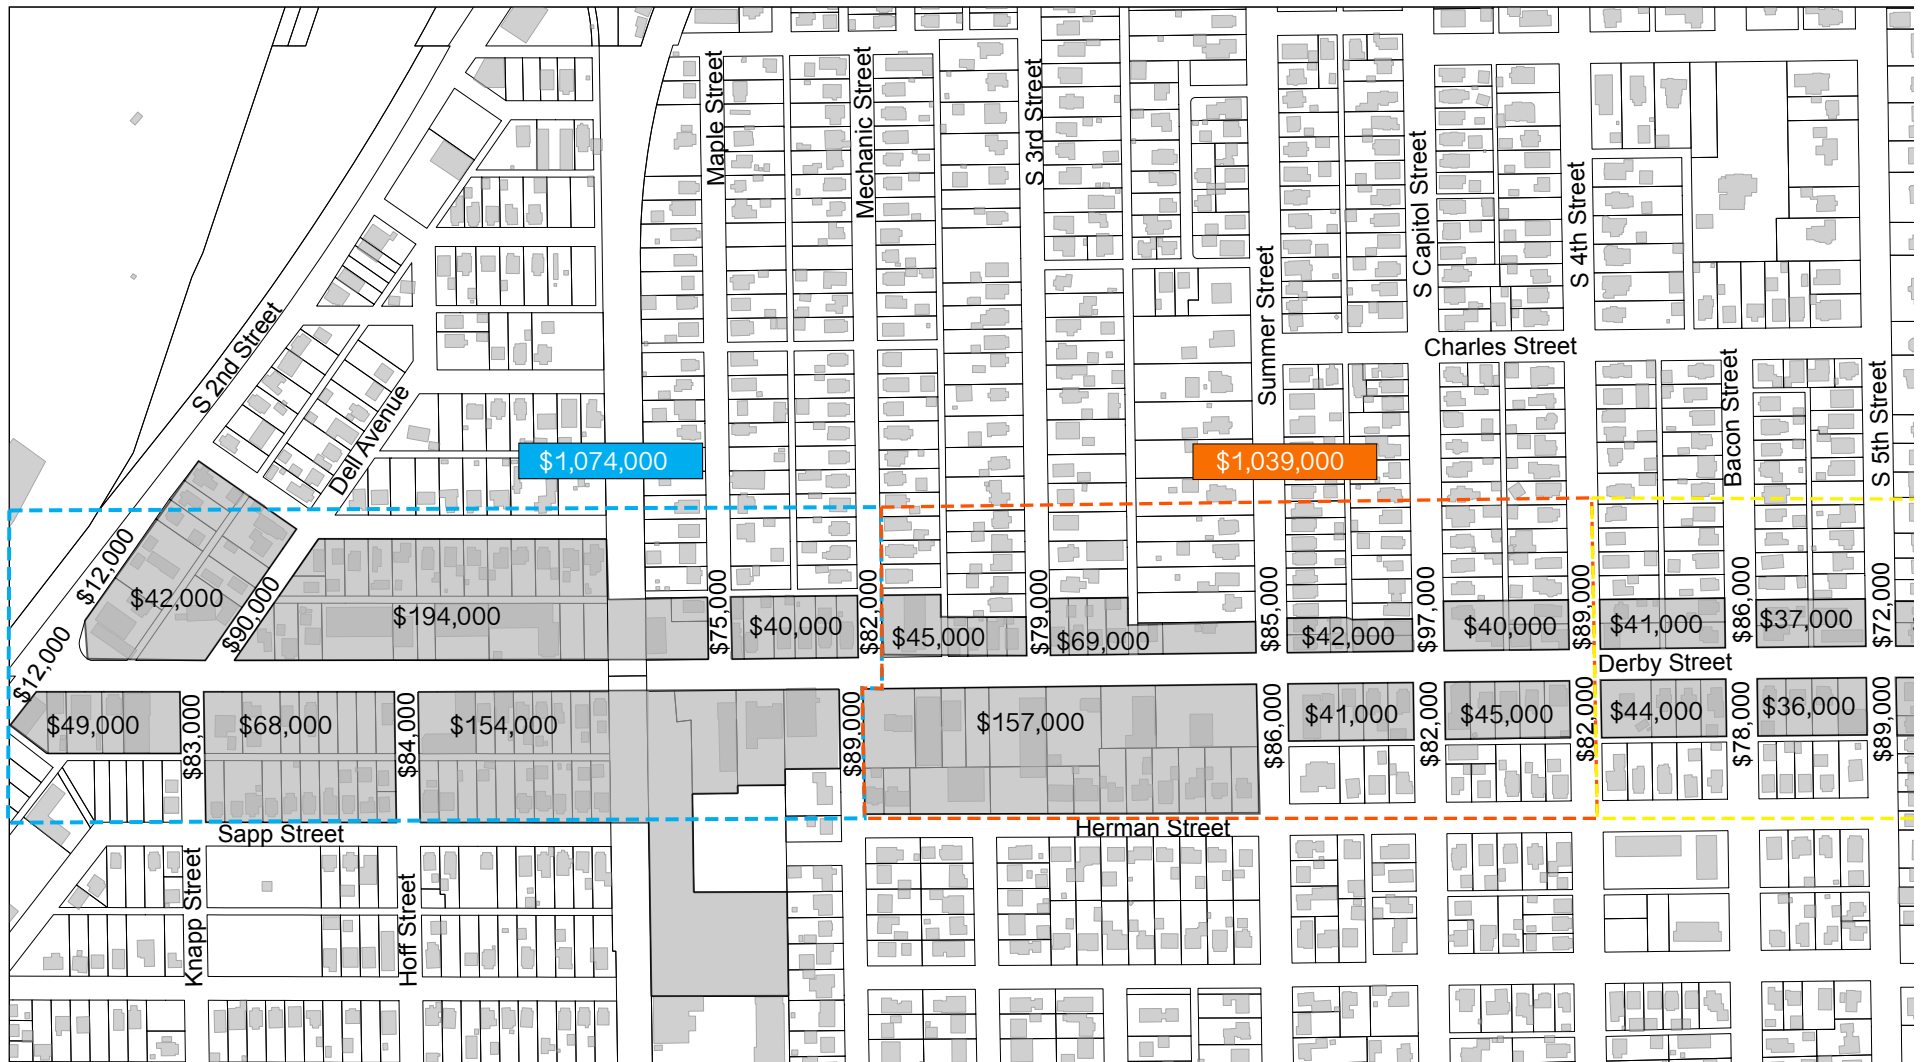 Maple Street
Mechanic Street
S 3rd Street
S Capitol Street
S 4th Street
Summer Street
S 2nd Street
Charles Street
Bacon Street
S 5th Street
Dell Avenue
$1,074,000
$1,039,000
$12,000
$42,000
$90,000
$194,000
$75,000
$40,000
$82,000
$45,000
$79,000
$69,000
$85,000
$42,000
$97,000
$40,000
$89,000
$41,000
$86,000
$37,000
$72,000
$12,000
Derby Street
$49,000
$83,000
$68,000
$84,000
$154,000
$89,000
$157,000
$86,000
$41,000
$82,000
$45,000
$82,000
$44,000
$78,000
$36,000
$89,000
Sapp Street
Herman Street
Knapp Street
Hoff Street